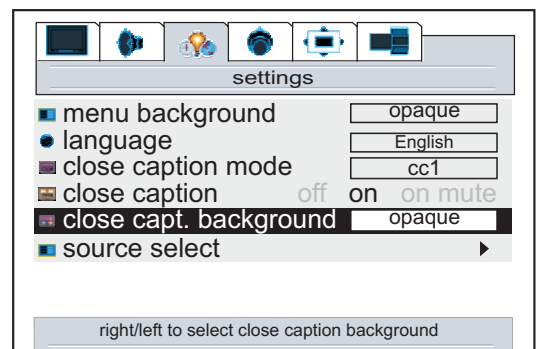 settings
menu background opaque
language English
close caption mode cc1
close caption off on on mute
close capt. background opaque
source select
right/left to select close caption background